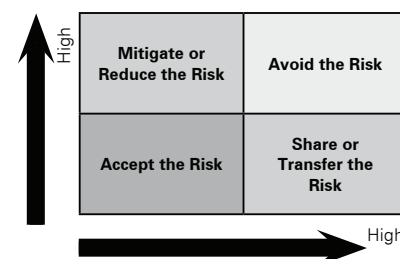 High
Mitigate or
Reduce the Risk
Avoid the Risk
Accept the Risk
Share or
Transfer the
Risk
High